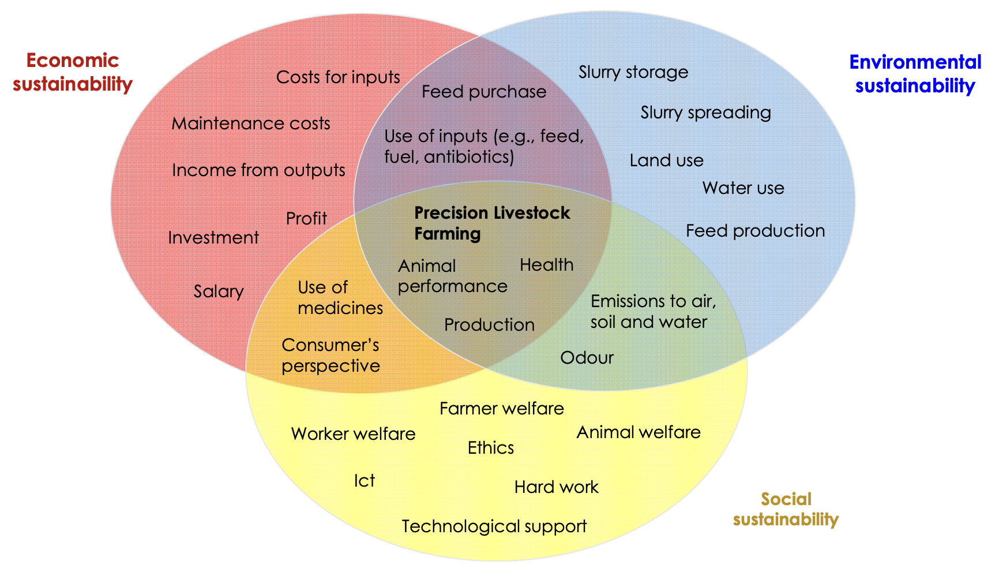 Economic
sustainability
Environmental
sustainability
Costs for inputs
Maintenance costs
Income from outputs
Profit
Investment
Salary
Feed purchase
Use of inputs (e.g., feed,
fuel, antibiotics)
Slurry storage
Slurry spreading
Land use
Water use
Feed production
Precision Livestock
Farming
Animal
performance
Health
Production
Use of
medicines
Consumer’s
perspective
Emissions to air,
soil and water
Odour
Farmer welfare
Worker welfare
Animal welfare
Ethics
Ict
Hard work
Technological support
Social
sustainability